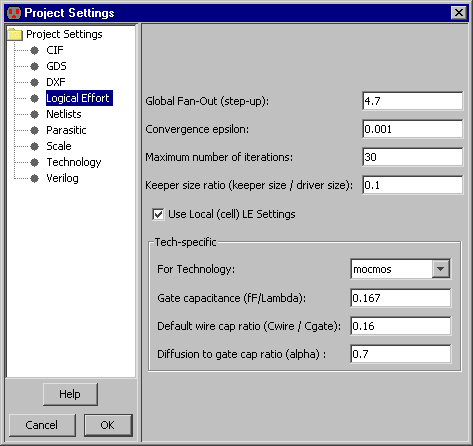 Project Settings
Project Settings
CIF
GDS
DXF
Logical Effort
Netlists
Parasitic
Scale
Technology
Verilog
Help
Cancel OK
Global Fan-Out (step-up): 4.7
Convergence epsilon: 0.001
Maximum number of iterations: 30
Keeper size ratio (keeper size / driver size): 0.1
Use Local (cell) LE Settings
Tech-specific
For Technology: mocmos
Gate capacitance (fF/Lambda): 0.167
Default wire cap ratio (Cwire / Cgate): 0.16
Diffusion to gate cap ratio (alpha) : 0.7